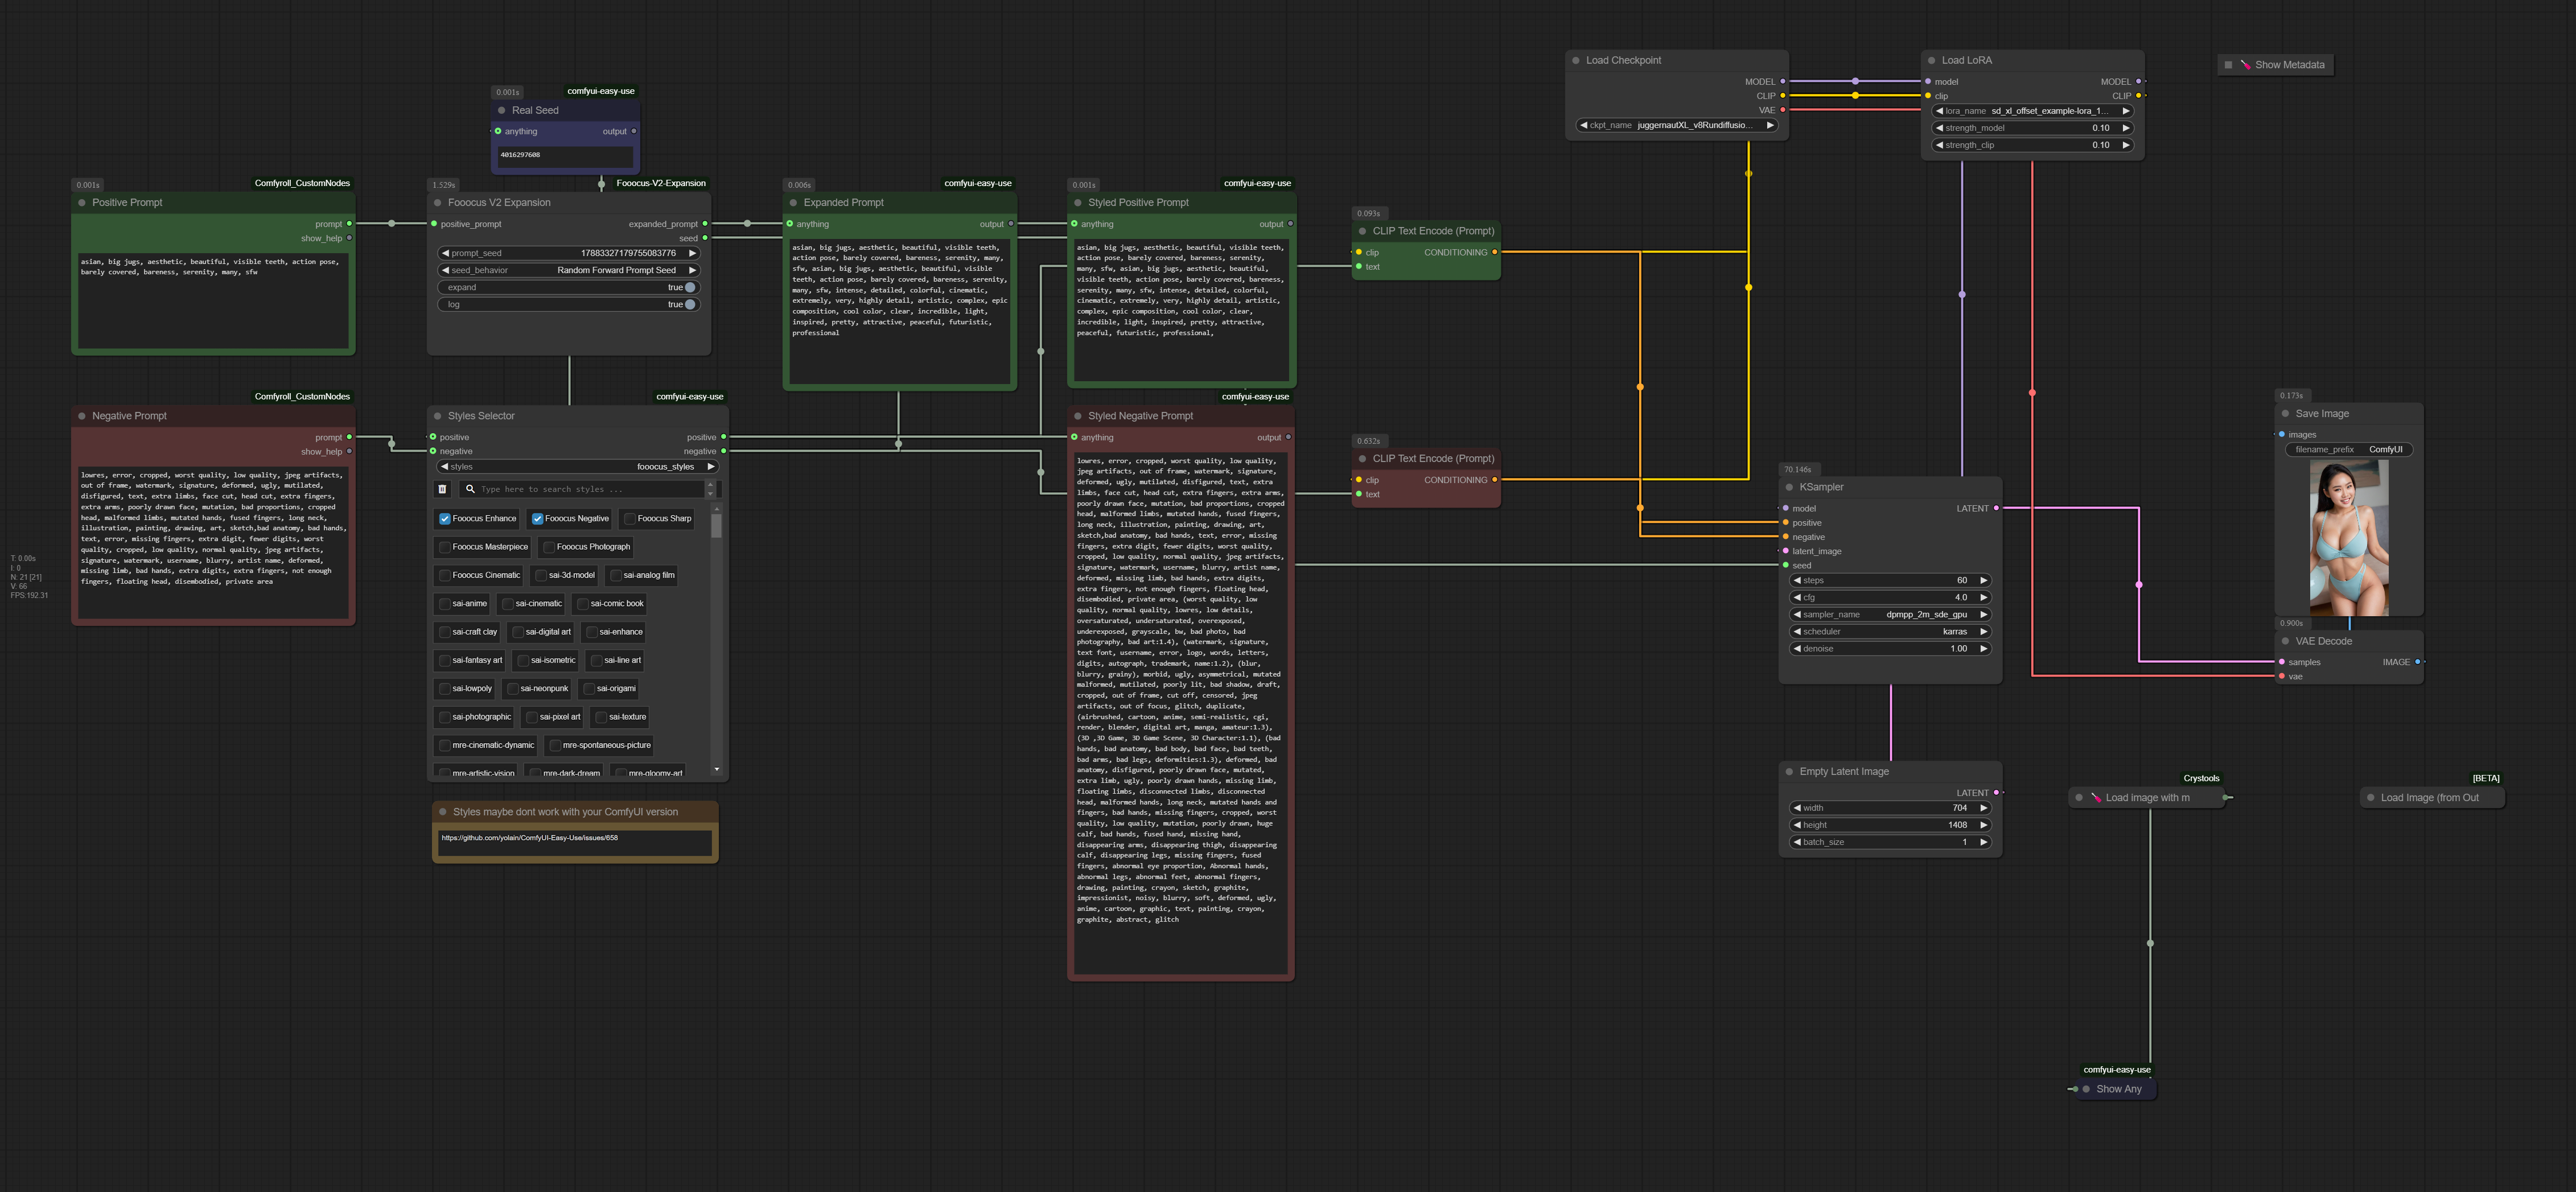 Load Checkpoint
MODEL
CLIP
VAE
ckpt_name juggernautXL_v8Rundiffusio...
Load LoRA
model MODEL
clip CLIP
lora_name sd_xl_offset_example-lora_1...
strength_model 0.10
strength_clip 0.10
Show Metadata
0.001s comfyui-easy-use
Real Seed
anything output
4016297608
0.001s Comfyroll_CustomNodes
Positive Prompt
prompt
show_help
asian, big jugs, aesthetic, beautiful, visible teeth, action pose,
barely covered, bareness, serenity, many, sfw
1.529s Fooocus-V2-Expansion
Fooocus V2 Expansion
positive_prompt expanded_prompt
seed
prompt_seed 17883327179755083776
seed_behavior Random Forward Prompt Seed
expand true
log true
0.006s comfyui-easy-use
Expanded Prompt
anything output
asian, big jugs, aesthetic, beautiful, visible teeth,
action pose, barely covered, bareness, serenity, many,
sfw, asian, big jugs, aesthetic, beautiful, visible
teeth, action pose, barely covered, bareness, serenity,
many, sfw, intense, detailed, colorful, cinematic,
extremely, very, highly detail, artistic, complex, epic
composition, cool color, clear, incredible, light,
inspired, pretty, attractive, peaceful, futuristic,
professional
0.001s comfyui-easy-use
Styled Positive Prompt
anything output
asian, big jugs, aesthetic, beautiful, visible teeth,
action pose, barely covered, bareness, serenity,
many, sfw, asian, big jugs, aesthetic, beautiful,
visible teeth, action pose, barely covered, bareness,
serenity, many, sfw, intense, detailed, colorful,
cinematic, extremely, very, highly detail, artistic,
complex, epic composition, cool color, clear,
incredible, light, inspired, pretty, attractive,
peaceful, futuristic, professional,
0.093s
CLIP Text Encode (Prompt)
clip CONDITIONING
text
Comfyroll_CustomNodes
Negative Prompt
prompt
show_help
lowres, error, cropped, worst quality, low quality, jpeg artifacts,
out of frame, watermark, signature, deformed, ugly, mutilated,
disfigured, text, extra limbs, face cut, head cut, extra fingers,
extra arms, poorly drawn face, mutation, bad proportions, cropped
head, malformed limbs, mutated hands, fused fingers, long neck,
illustration, painting, drawing, art, sketch,bad anatomy, bad hands,
text, error, missing fingers, extra digit, fewer digits, worst
quality, cropped, low quality, normal quality, jpeg artifacts,
signature, watermark, username, blurry, artist name, deformed,
missing limb, bad hands, extra digits, extra fingers, not enough
fingers, floating head, disembodied, private area
T: 0.00s
I: 0
N: 21 [21]
V: 66
FPS:192.31
comfyui-easy-use
Styles Selector
positive positive
negative negative
styles fooocus_styles
Type here to search styles ...
Fooocus Enhance Fooocus Negative Fooocus Sharp
Fooocus Masterpiece Fooocus Photograph
Fooocus Cinematic sai-3d-model sai-analog film
sai-anime sai-cinematic sai-comic book
sai-craft clay sai-digital art sai-enhance
sai-fantasy art sai-isometric sai-line art
sai-lowpoly sai-neonpunk sai-origami
sai-photographic sai-pixel art sai-texture
mre-cinematic-dynamic mre-spontaneous-picture
mre-artistic-vision mre-dark-dream mre-gloomy-art
Styles maybe dont work with your ComfyUI version
https://github.com/yolain/ComfyUI-Easy-Use/issues/658
comfyui-easy-use
Styled Negative Prompt
anything output
lowres, error, cropped, worst quality, low quality,
jpeg artifacts, out of frame, watermark, signature,
deformed, ugly, mutilated, disfigured, text, extra
limbs, face cut, head cut, extra fingers, extra arms,
poorly drawn face, mutation, bad proportions, cropped
head, malformed limbs, mutated hands, fused fingers,
long neck, illustration, painting, drawing, art,
sketch,bad anatomy, bad hands, text, error, missing
fingers, extra digit, fewer digits, worst quality,
cropped, low quality, normal quality, jpeg artifacts,
signature, watermark, username, blurry, artist name,
deformed, missing limb, bad hands, extra digits,
extra fingers, not enough fingers, floating head,
disembodied, private area, (worst quality, low
quality, normal quality, lowres, low details,
oversaturated, undersaturated, overexposed,
underexposed, grayscale, bw, bad photo, bad
photography, bad art:1.4), (watermark, signature,
text font, username, error, logo, words, letters,
digits, autograph, trademark, name:1.2), (blur,
blurry, grainy), morbid, ugly, asymmetrical, mutated
malformed, mutilated, poorly lit, bad shadow, draft,
cropped, out of frame, cut off, censored, jpeg
artifacts, out of focus, glitch, duplicate,
(airbrushed, cartoon, anime, semi-realistic, cgi,
render, blender, digital art, manga, amateur:1.3),
(3D ,3D Game, 3D Game Scene, 3D Character:1.1), (bad
hands, bad anatomy, bad body, bad face, bad teeth,
bad arms, bad legs, deformities:1.3), deformed, bad
anatomy, disfigured, poorly drawn face, mutated,
extra limb, ugly, poorly drawn hands, missing limb,
floating limbs, disconnected limbs, disconnected
head, malformed hands, long neck, mutated hands and
fingers, bad hands, missing fingers, cropped, worst
quality, low quality, mutation, poorly drawn, huge
calf, bad hands, fused hand, missing hand,
disappearing arms, disappearing thigh, disappearing
calf, disappearing legs, missing fingers, fused
fingers, abnormal eye proportion, Abnormal hands,
abnormal legs, abnormal feet, abnormal fingers,
drawing, painting, crayon, sketch, graphite,
impressionist, noisy, blurry, soft, deformed, ugly,
anime, cartoon, graphic, text, painting, crayon,
graphite, abstract, glitch
0.632s
CLIP Text Encode (Prompt)
clip CONDITIONING
text
70.146s
KSampler
model LATENT
positive
negative
latent_image
seed
steps 60
cfg 4.0
sampler_name dpmpp_2m_sde_gpu
scheduler karras
denoise 1.00
0.173s
Save Image
images
filename_prefix ComfyUI
0.900s
VAE Decode
samples IMAGE
vae
Empty Latent Image
LATENT
width 704
height 1408
batch_size 1
Crystools
Load image with m
[BETA]
Load Image (from Out
comfyui-easy-use
Show Any